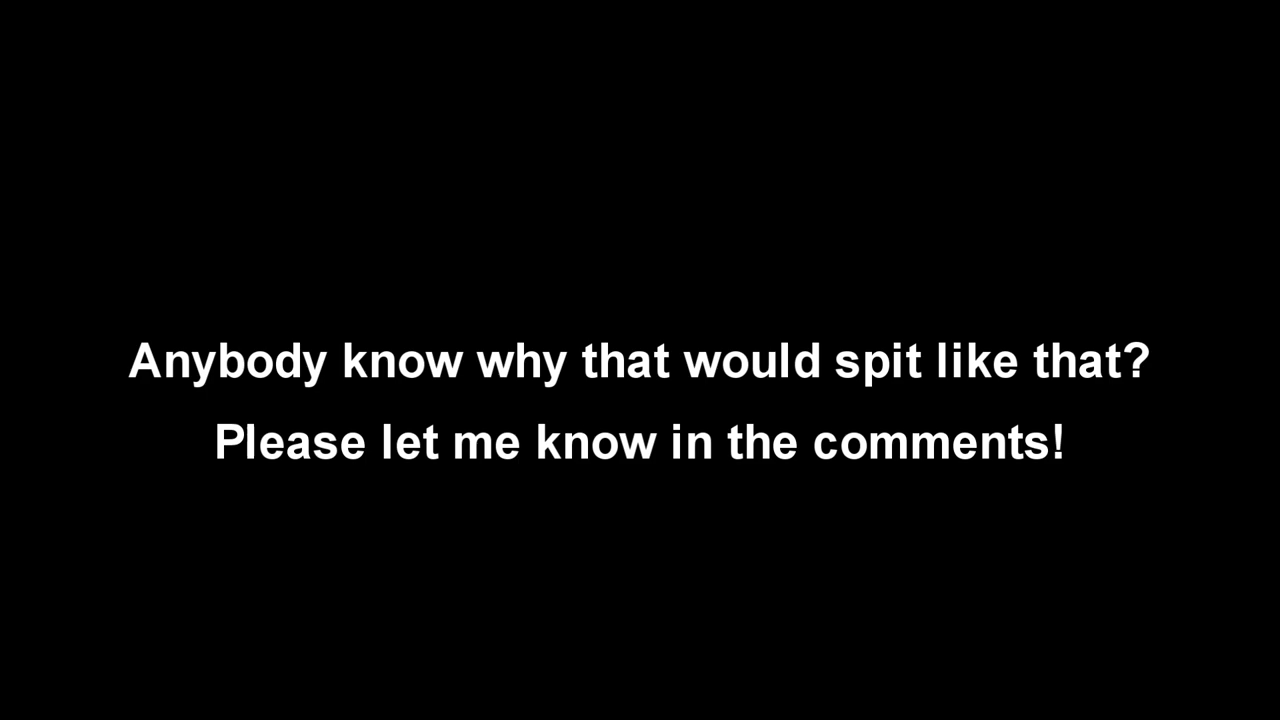 Anybody know why that would spit like that?
Please let me know in the comments!